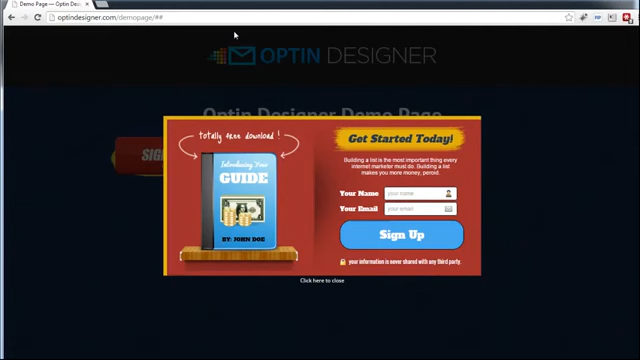 Demo Page — Optin Des
optindesigner.com/demopage/##
OPTIN DESIGNER
Optin Designer Demo Page
SIG
totally free download !
Introducing Your
GUIDE
BY: JOHN DOE
Get Started Today!
Building a list is the most important thing every
internet marketer must do. Building a list
makes you more money, peroid.
Your Name
your name
Your Email
your email
Sign Up
your information is never shared with any third party.
Click here to close